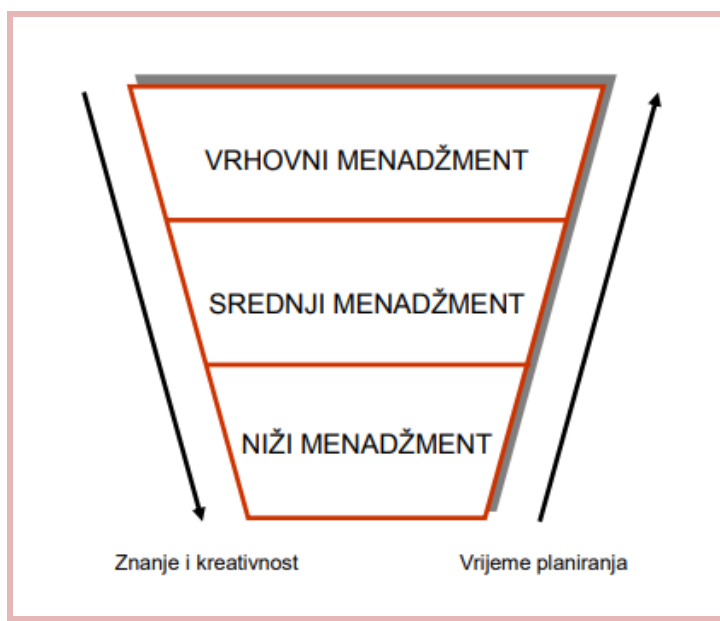 VRHOVNI MENADŽMENT
SREDNJI MENADŽMENT
NIŽI MENADŽMENT
Znanje i kreativnost
Vrijeme planiranja